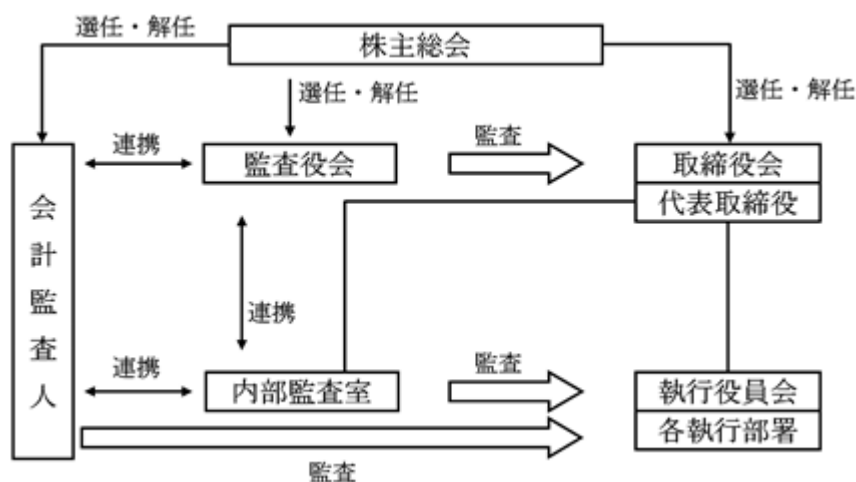 選任・解任
株主総会
選任・解任
選任・解任
連携
監査役会
監査
取締役会
代表取締役
会計監査人
連携
連携
内部監査室
監査
執行役員会
各執行部署
監査